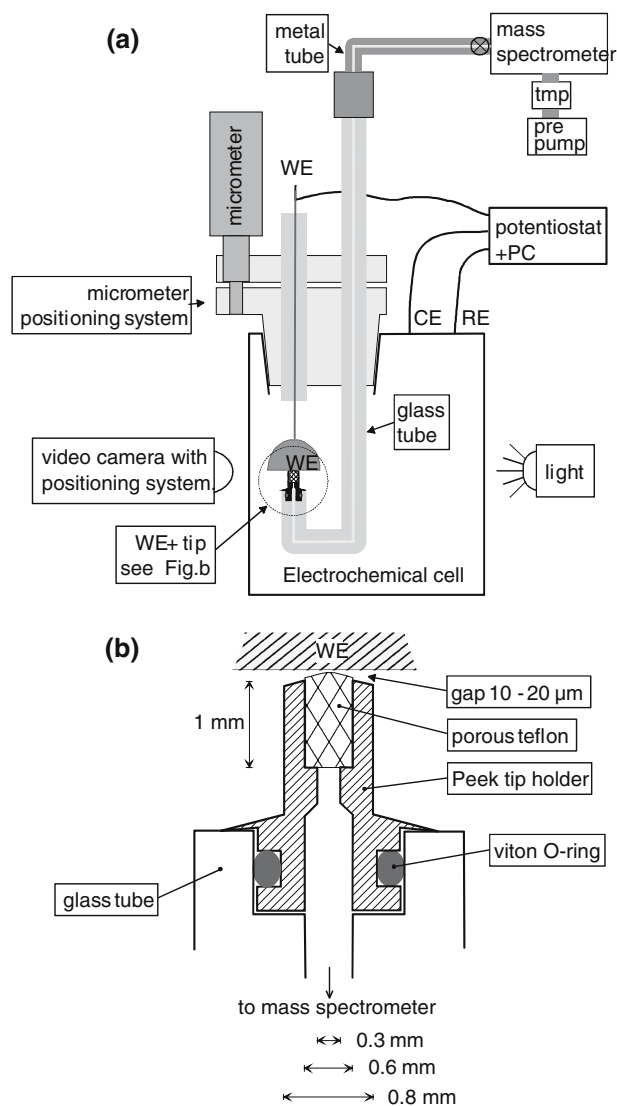 (a)
metal
tube
mass
spectrometer
tmp
pre
pump
micrometer
WE
potentiostat
+PC
micrometer
positioning system
CE
RE
glass
tube
video camera with
positioning system
WE
light
WE+ tip
see Fig.b
Electrochemical cell
(b)
WE
gap 10 - 20 µm
1 mm
porous teflon
Peek tip holder
viton O-ring
glass tube
to mass spectrometer
0.3 mm
0.6 mm
0.8 mm